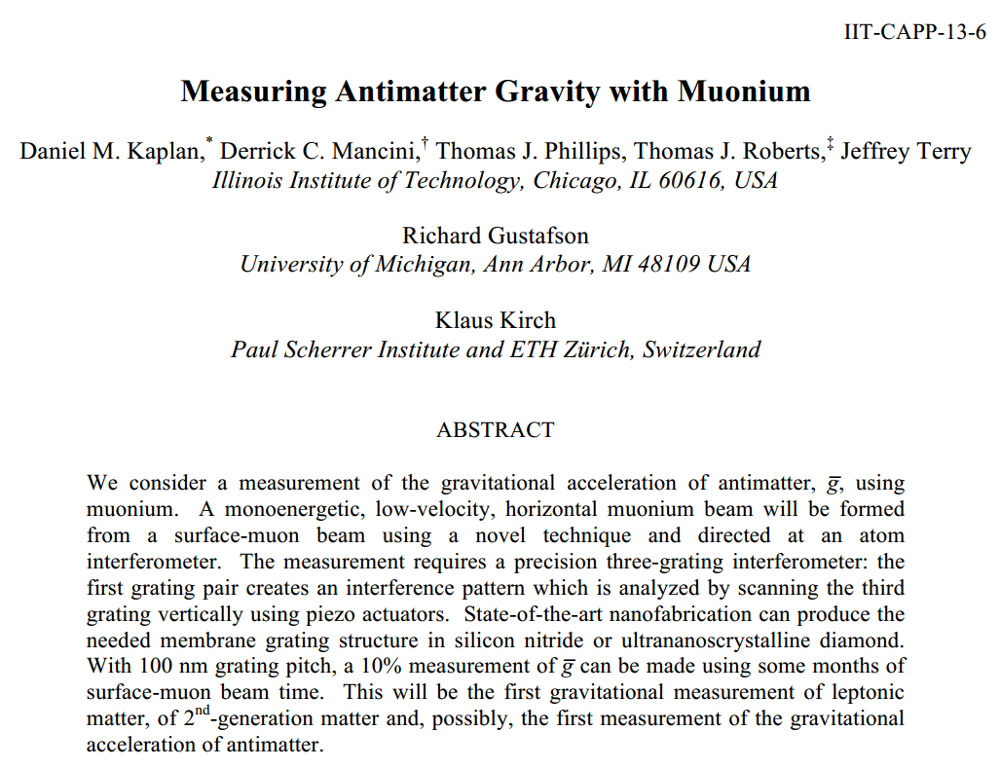 IIT-CAPP-13-6
Measuring Antimatter Gravity with Muonium
Daniel M. Kaplan,* Derrick C. Mancini,† Thomas J. Phillips, Thomas J. Roberts,‡ Jeffrey Terry
Illinois Institute of Technology, Chicago, IL 60616, USA
Richard Gustafson
University of Michigan, Ann Arbor, MI 48109 USA
Klaus Kirch
Paul Scherrer Institute and ETH Zürich, Switzerland
ABSTRACT
We consider a measurement of the gravitational acceleration of antimatter, g̅, using
muonium. A monoenergetic, low-velocity, horizontal muonium beam will be formed
from a surface-muon beam using a novel technique and directed at an atom
interferometer. The measurement requires a precision three-grating interferometer: the
first grating pair creates an interference pattern which is analyzed by scanning the third
grating vertically using piezo actuators. State-of-the-art nanofabrication can produce the
needed membrane grating structure in silicon nitride or ultrananoscrystalline diamond.
With 100 nm grating pitch, a 10% measurement of g̅ can be made using some months of
surface-muon beam time. This will be the first gravitational measurement of leptonic
matter, of 2nd-generation matter and, possibly, the first measurement of the gravitational
acceleration of antimatter.